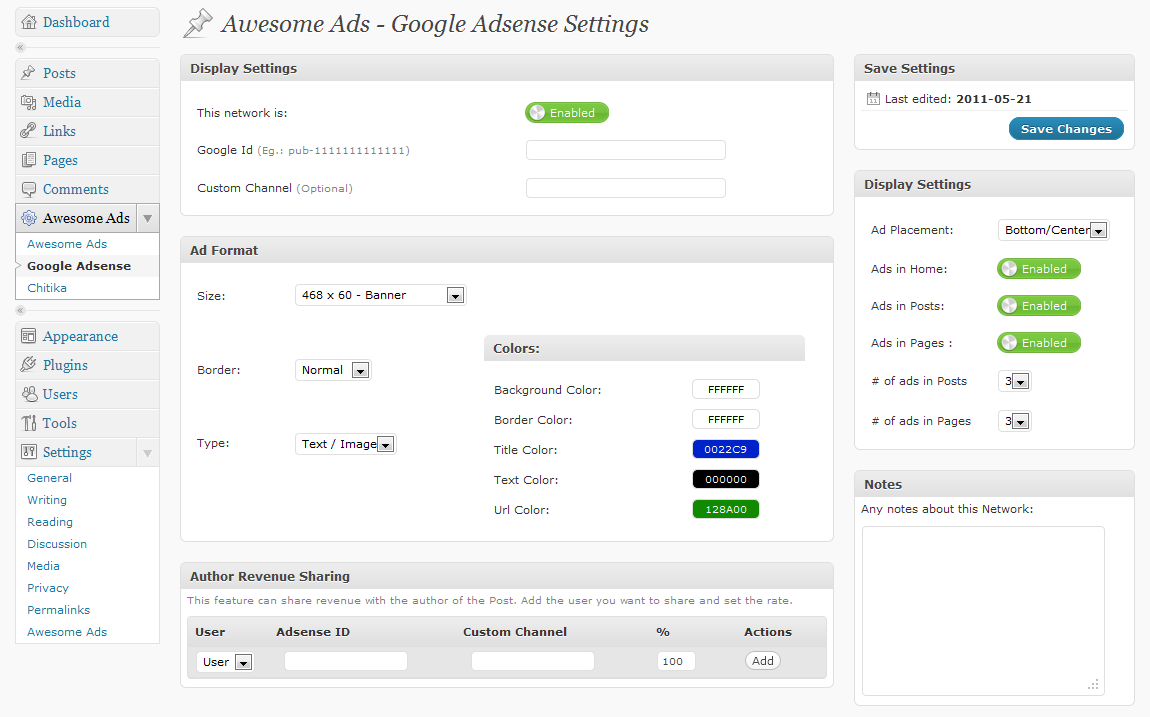 Dashboard
Posts
Media
Links
Pages
Comments
Awesome Ads
Awesome Ads
Google Adsense
Chitika
Appearance
Plugins
Users
Tools
Settings
General
Writing
Reading
Discussion
Media
Privacy
Permalinks
Awesome Ads
Awesome Ads - Google Adsense Settings
Display Settings
This network is: Enabled
Google Id (Eg.: pub-1111111111111)
Custom Channel (Optional)
Ad Format
Size: 468 x 60 - Banner
Border: Normal
Type: Text / Image
Colors:
Background Color: FFFFFF
Border Color: FFFFFF
Title Color: 0022C9
Text Color: 000000
Url Color: 128A00
Author Revenue Sharing
This feature can share revenue with the author of the Post. Add the user you want to share and set the rate.
User Adsense ID Custom Channel % Actions
User 100 Add
Save Settings
Last edited: 2011-05-21
Save Changes
Display Settings
Ad Placement: Bottom/Center
Ads in Home: Enabled
Ads in Posts: Enabled
Ads in Pages : Enabled
# of ads in Posts 3
# of ads in Pages 3
Notes
Any notes about this Network: